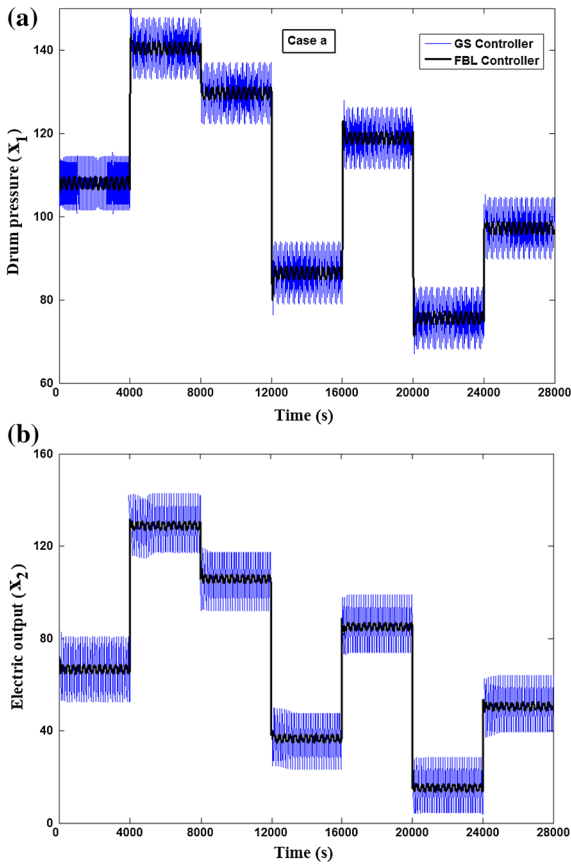 (a)
Case a
GS Controller
FBL Controller
Drum pressure (X1)
140
120
100
80
60
0 4000 8000 12000 16000 20000 24000 28000
Time (s)
(b)
Electric output (X2)
160
120
80
40
0
0 4000 8000 12000 16000 20000 24000 28000
Time (s)